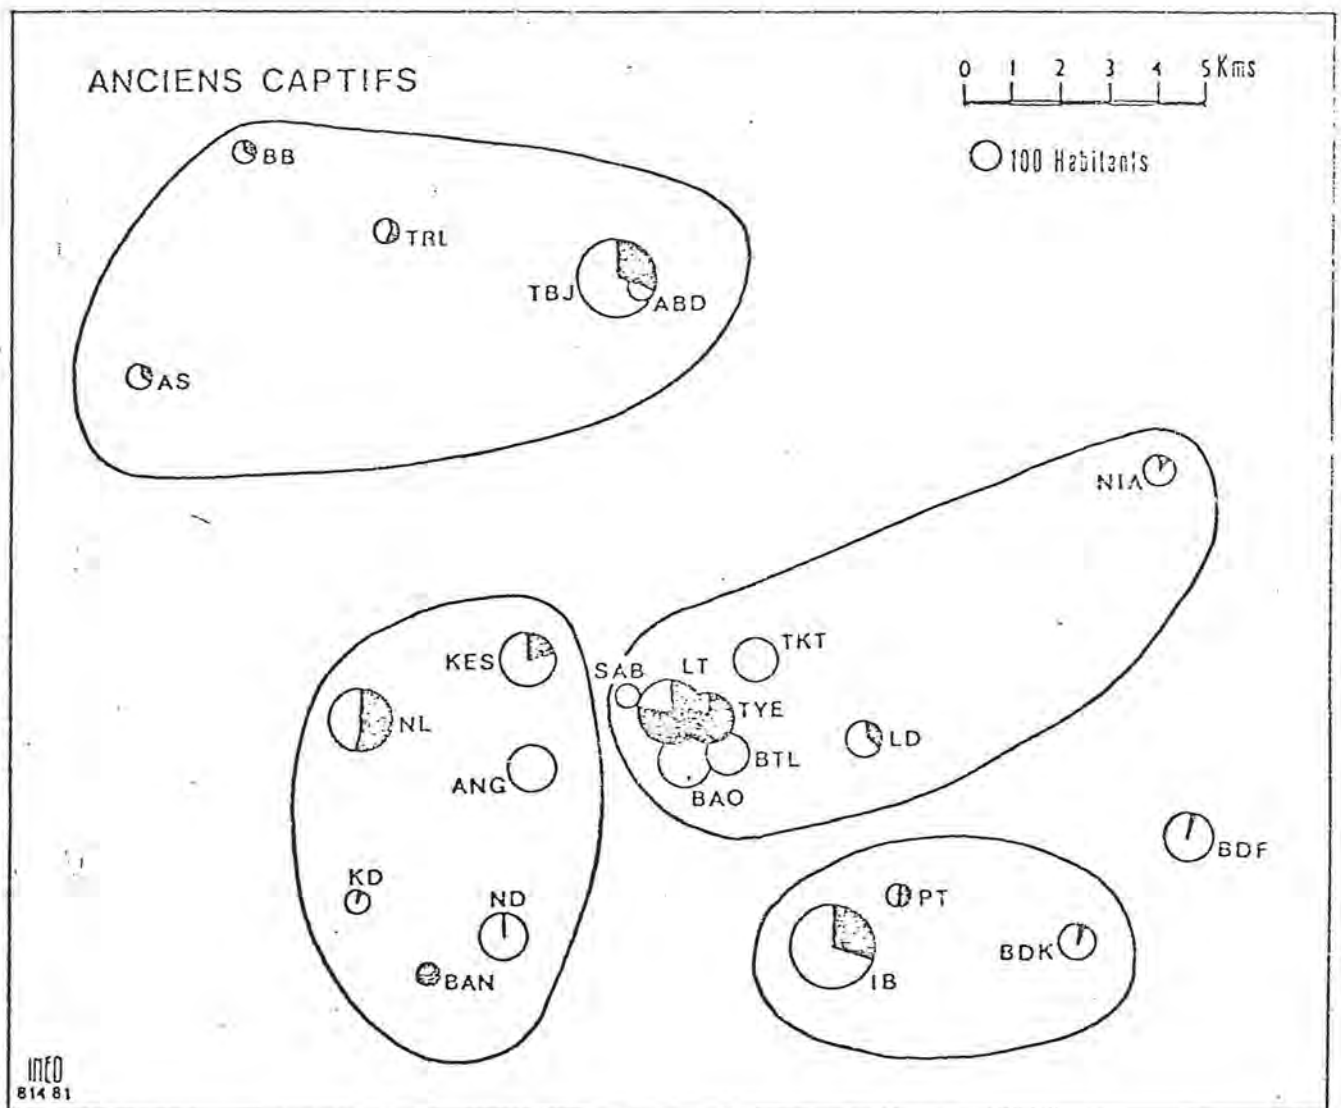 ANCIENS CAPTIFS
0 1 2 3 4 5 Kms
100 Habitants
BB
TRL
TBJ
ABD
AS
NIA
KES
SAB
LT
TKT
NL
TYE
LD
ANG
BTL
BAO
BDF
KD
ND
PT
BDK
BAN
IB
INED
814 81